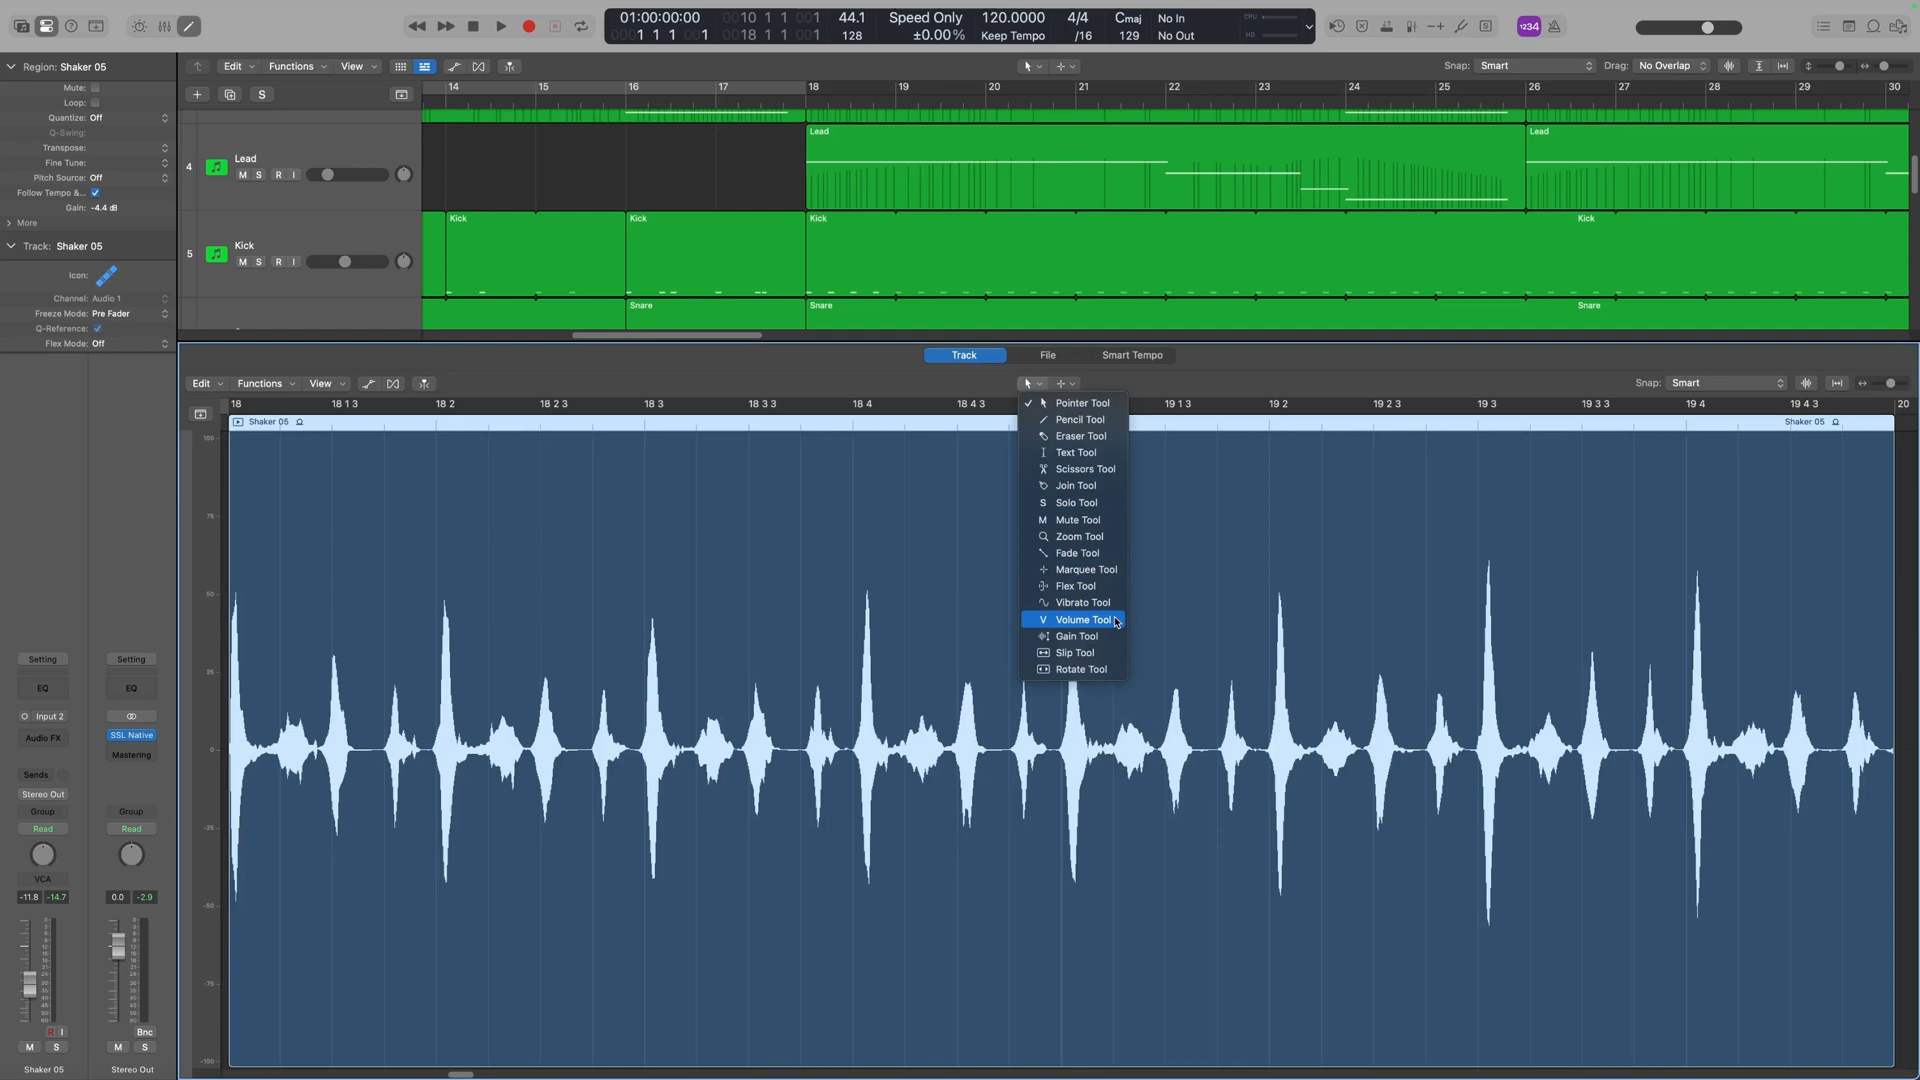 01:00:00:00
001 1 1 001
0010 1 1 001
0018 1 1 001
44.1
128
Speed Only
±0.00%
120.0000
Keep Tempo
4/4
/16
Cmaj
129
No In
No Out
CPU
HD
1234
Region: Shaker 05
Mute:
Loop:
Quantize: Off
Q-Swing:
Transpose:
Fine Tune:
Pitch Source: Off
Follow Tempo &...
Gain: -4.4 dB
More
Track: Shaker 05
Icon:
Channel: Audio 1
Freeze Mode: Pre Fader
Q-Reference:
Flex Mode: Off
Edit
Functions
View
Snap: Smart
Drag: No Overlap
S
14 15 16 17 18 19 20 21 22 23 24 25 26 27 28 29 30
4
Lead
M S R I
Lead
Lead
5
Kick
M S R I
Kick
Kick
Kick
Kick
Snare
Snare
Snare
Track
File
Smart Tempo
Edit
Functions
View
Snap: Smart
18 18 1 3 18 2 18 2 3 18 3 18 3 3 18 4 18 4 3 19 1 3 19 2 19 2 3 19 3 19 3 3 19 4 19 4 3 20
Shaker 05
Shaker 05
Pointer Tool
Pencil Tool
Eraser Tool
Text Tool
Scissors Tool
Join Tool
S Solo Tool
M Mute Tool
Zoom Tool
Fade Tool
Marquee Tool
Flex Tool
Vibrato Tool
V Volume Tool
Gain Tool
Slip Tool
Rotate Tool
100
75
50
25
0
-25
-50
-75
-100
Setting
Setting
EQ
EQ
Input 2
Audio FX
SSL Native
Mastering
Sends
Stereo Out
Group
Group
Read
Read
VCA
-11.8 -14.7
0.0 -2.9
R I
Bnc
M S
M S
Shaker 05
Stereo Out